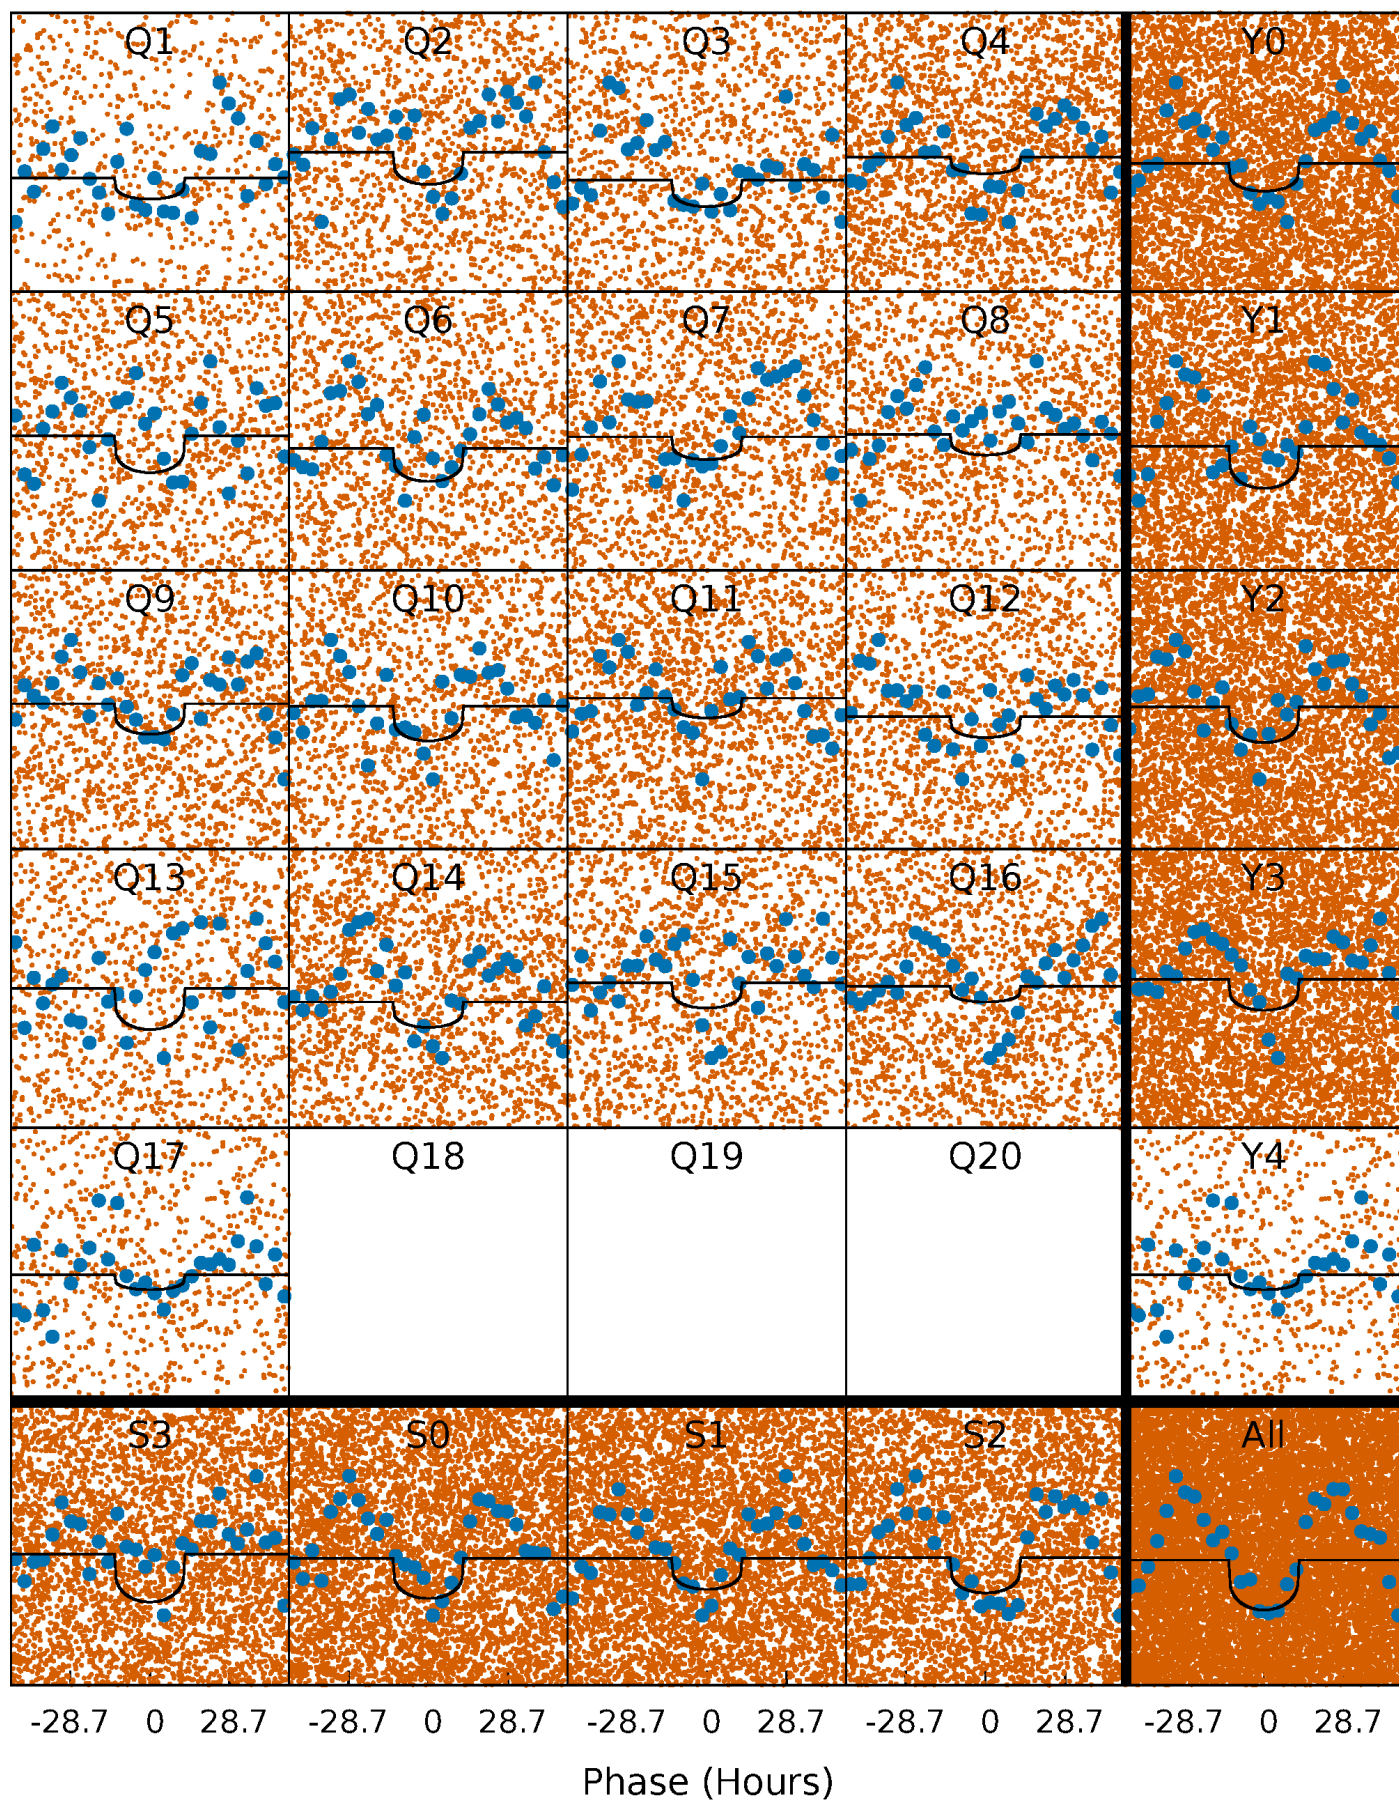 Q1 Q2 Q3 Q4 Y0
Q5 Q6 Q7 Q8 Y1
Q9 Q10 Q11 Q12 Y2
Q13 Q14 Q15 Q16 Y3
Q17 Q18 Q19 Q20 Y4
S3 S0 S1 S2 All
-28.7 0 28.7 -28.7 0 28.7 -28.7 0 28.7 -28.7 0 28.7 -28.7 0 28.7
Phase (Hours)